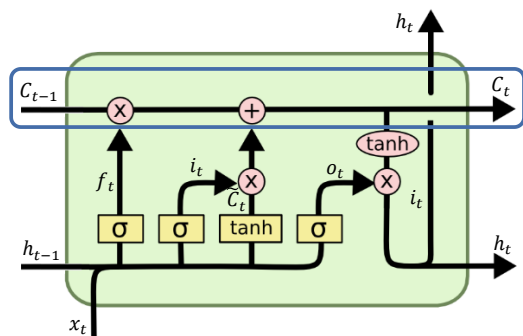 h_t
C_{t-1} x + C_t
tanh
f_t i_t x o_t x
C̃_t i_t
σ σ tanh σ
h_{t-1} h_t
x_t